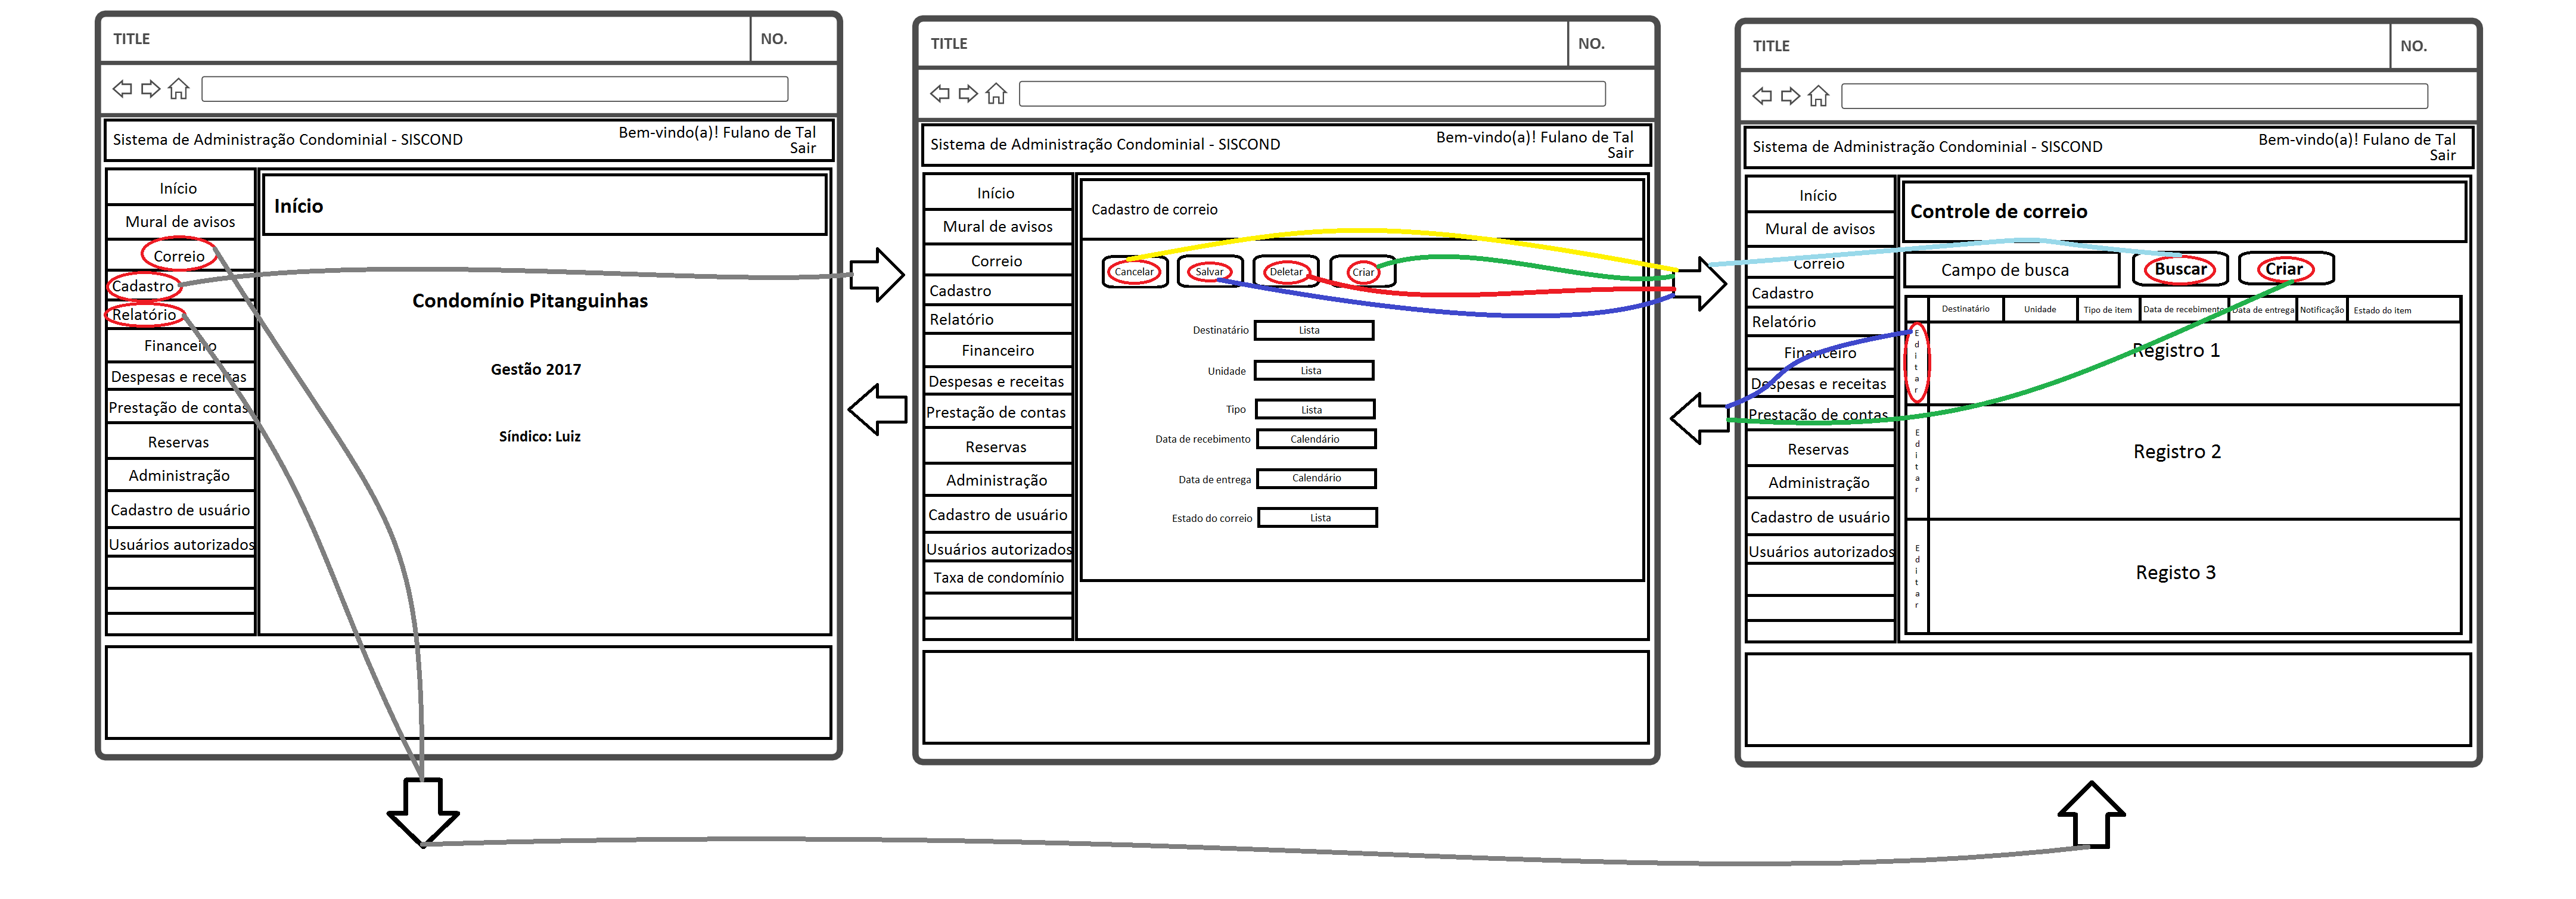 TITLE
NO.
Sistema de Administração Condominial - SISCOND
Bem-vindo(a)! Fulano de Tal
Sair
Início
Mural de avisos
Correio
Cadastro
Relatório
Financeiro
Despesas e receitas
Prestação de contas
Reservas
Administração
Cadastro de usuário
Usuários autorizados
Início
Condomínio Pitanguinhas
Gestão 2017
Síndico: Luiz
TITLE
NO.
Sistema de Administração Condominial - SISCOND
Bem-vindo(a)! Fulano de Tal
Sair
Início
Mural de avisos
Correio
Cadastro
Relatório
Financeiro
Despesas e receitas
Prestação de contas
Reservas
Administração
Cadastro de usuário
Usuários autorizados
Taxa de condomínio
Cadastro de correio
Cancelar
Salvar
Deletar
Criar
Destinatário
Lista
Unidade
Lista
Tipo
Lista
Data de recebimento
Calendário
Data de entrega
Calendário
Estado do correio
Lista
TITLE
NO.
Sistema de Administração Condominial - SISCOND
Bem-vindo(a)! Fulano de Tal
Sair
Início
Mural de avisos
Correio
Cadastro
Relatório
Financeiro
Despesas e receitas
Prestação de contas
Reservas
Administração
Cadastro de usuário
Usuários autorizados
Controle de correio
Campo de busca
Buscar
Criar
Destinatário
Unidade
Tipo de item
Data de recebimento
Data de entrega
Notificação
Estado do item
Editar
Registro 1
Editar
Registro 2
Editar
Registo 3